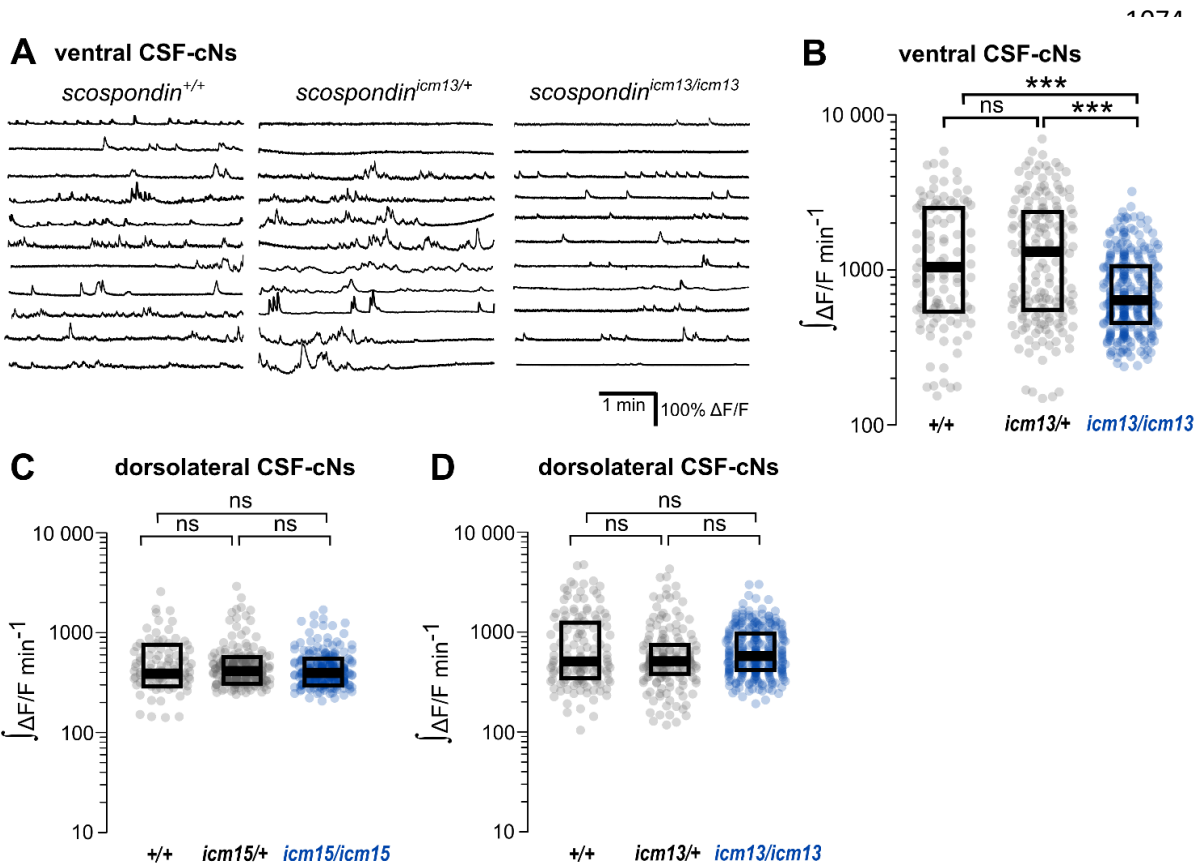 A ventral CSF-cNs
scospondin+/+
scospondinicm13/+
scospondinicm13/icm13
1 min
100% ΔF/F
B ventral CSF-cNs
***
ns
***
10 000
1000
100
∫ΔF/F min-1
+/+
icm13/+
icm13/icm13
C dorsolateral CSF-cNs
ns
ns
ns
10 000
1000
100
10
∫ΔF/F min-1
+/+
icm15/+
icm15/icm15
D dorsolateral CSF-cNs
ns
ns
ns
10 000
1000
100
10
∫ΔF/F min-1
+/+
icm13/+
icm13/icm13